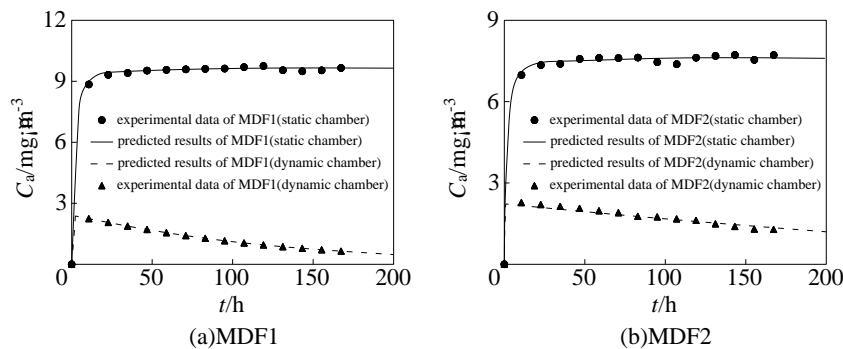 12
9
6
3
0
0 50 100 150 200
C_a/mg¡m^-3
t/h
experimental data of MDF1(static chamber)
predicted results of MDF1(static chamber)
predicted results of MDF1(dynamic chamber)
experimental data of MDF1(dynamic chamber)
(a)MDF1
9
6
3
0
0 50 100 150 200
C_a/mg¡m^-3
t/h
experimental data of MDF2(static chamber)
predicted results of MDF2(static chamber)
predicted results of MDF2(dynamic chamber)
experimental data of MDF2(dynamic chamber)
(b)MDF2